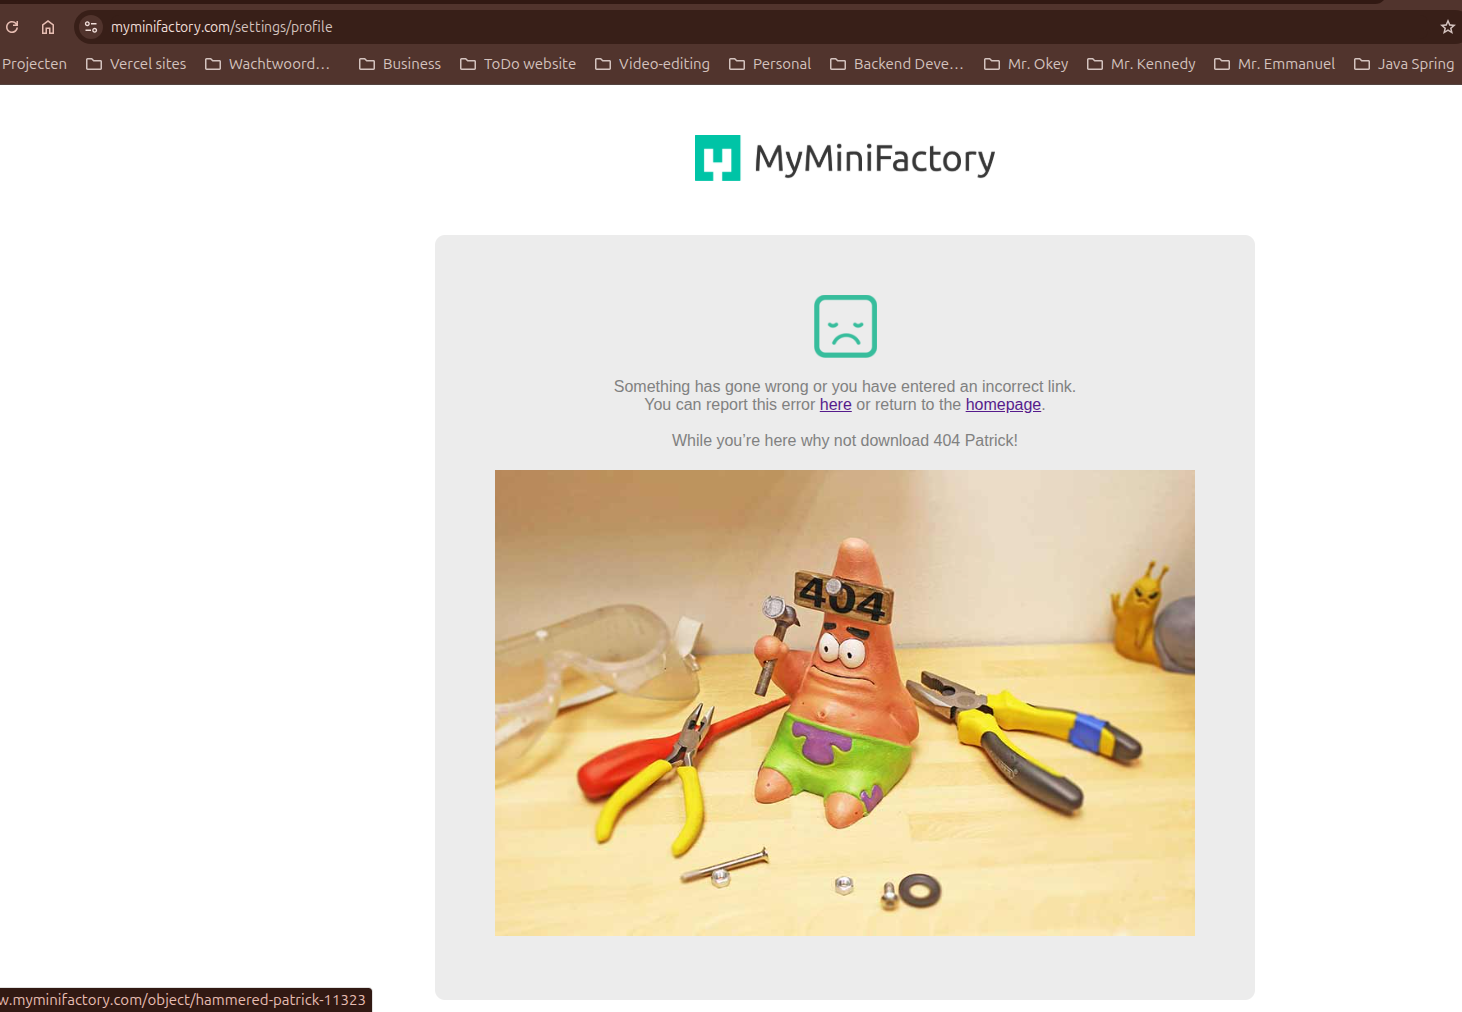 myminifactory.com/settings/profile
Projecten
Vercel sites
Wachtwoord...
Business
ToDo website
Video-editing
Personal
Backend Deve...
Mr. Okey
Mr. Kennedy
Mr. Emmanuel
Java Spring
MyMiniFactory
Something has gone wrong or you have entered an incorrect link.
You can report this error here or return to the homepage.
While you’re here why not download 404 Patrick!
404
w.myminifactory.com/object/hammered-patrick-11323